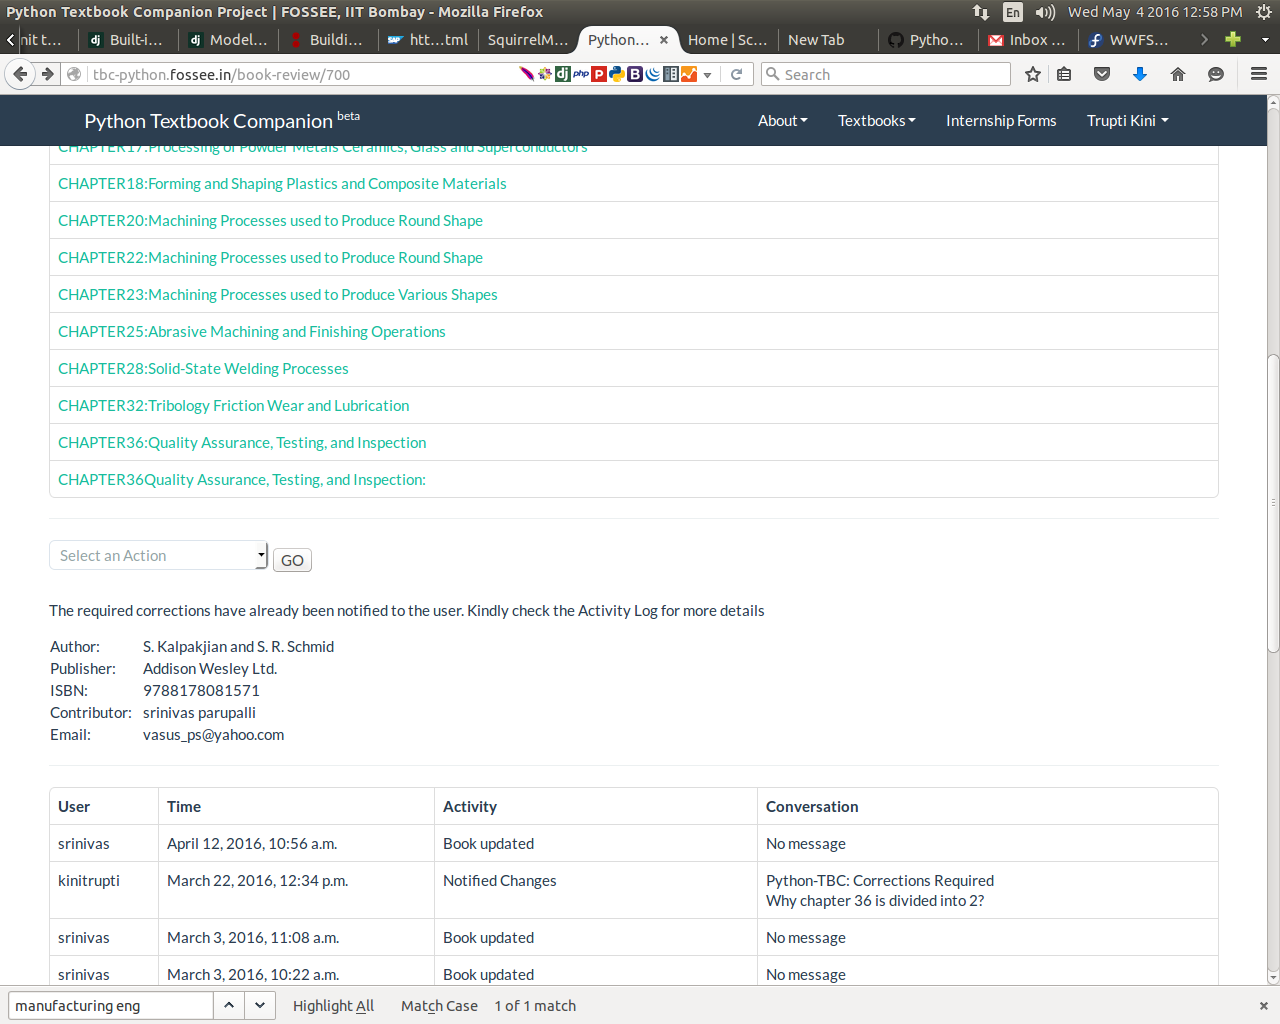 Python Textbook Companion Project | FOSSEE, IIT Bombay - Mozilla Firefox
En
Wed May 4 2016 12:58 PM
nit t...
Built-i...
Model...
Buildi...
htt...tml
SquirrelM...
Python...
Home | Sc...
New Tab
Pytho...
Inbox ...
WWFS...
tbc-python.fossee.in/book-review/700
Search
Python Textbook Companion beta
About
Textbooks
Internship Forms
Trupti Kini
CHAPTER17:Processing of Powder Metals Ceramics, Glass and Superconductors
CHAPTER18:Forming and Shaping Plastics and Composite Materials
CHAPTER20:Machining Processes used to Produce Round Shape
CHAPTER22:Machining Processes used to Produce Round Shape
CHAPTER23:Machining Processes used to Produce Various Shapes
CHAPTER25:Abrasive Machining and Finishing Operations
CHAPTER28:Solid-State Welding Processes
CHAPTER32:Tribology Friction Wear and Lubrication
CHAPTER36:Quality Assurance, Testing, and Inspection
CHAPTER36Quality Assurance, Testing, and Inspection:
Select an Action
GO
The required corrections have already been notified to the user. Kindly check the Activity Log for more details
Author: S. Kalpakjian and S. R. Schmid
Publisher: Addison Wesley Ltd.
ISBN: 9788178081571
Contributor: srinivas parupalli
Email: vasus_ps@yahoo.com
User Time Activity Conversation
srinivas April 12, 2016, 10:56 a.m. Book updated No message
kinitrupti March 22, 2016, 12:34 p.m. Notified Changes Python-TBC: Corrections Required
Why chapter 36 is divided into 2?
srinivas March 3, 2016, 11:08 a.m. Book updated No message
srinivas March 3, 2016, 10:22 a.m. Book updated No message
manufacturing eng
Highlight All
Match Case
1 of 1 match